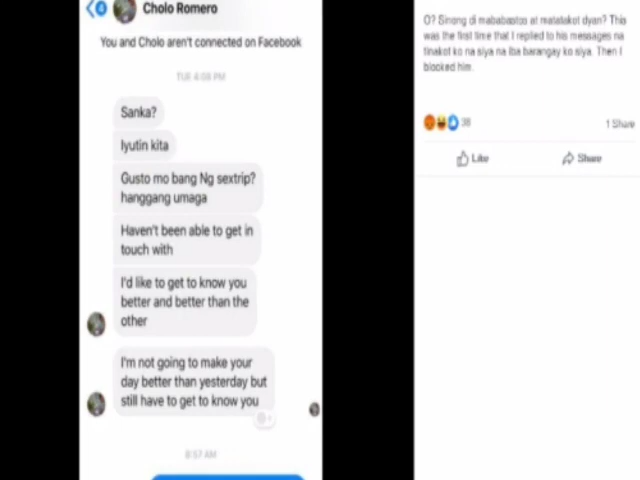 Cholo Romero
You and Cholo aren't connected on Facebook
TUE 4:08 PM
Sanka?
Iyutin kita
Gusto mo bang Ng sextrip?
hanggang umaga
Haven't been able to get in
touch with
I'd like to get to know you
better and better than the
other
I'm not going to make your
day better than yesterday but
still have to get to know you
8:57 AM
O? Sinong di mababastos at matatakot dyan? This
was the first time that I replied to his messages na
tinakot ko na siya na iba barangay ko siya. Then I
blocked him.
38
1 Share
Like
Share